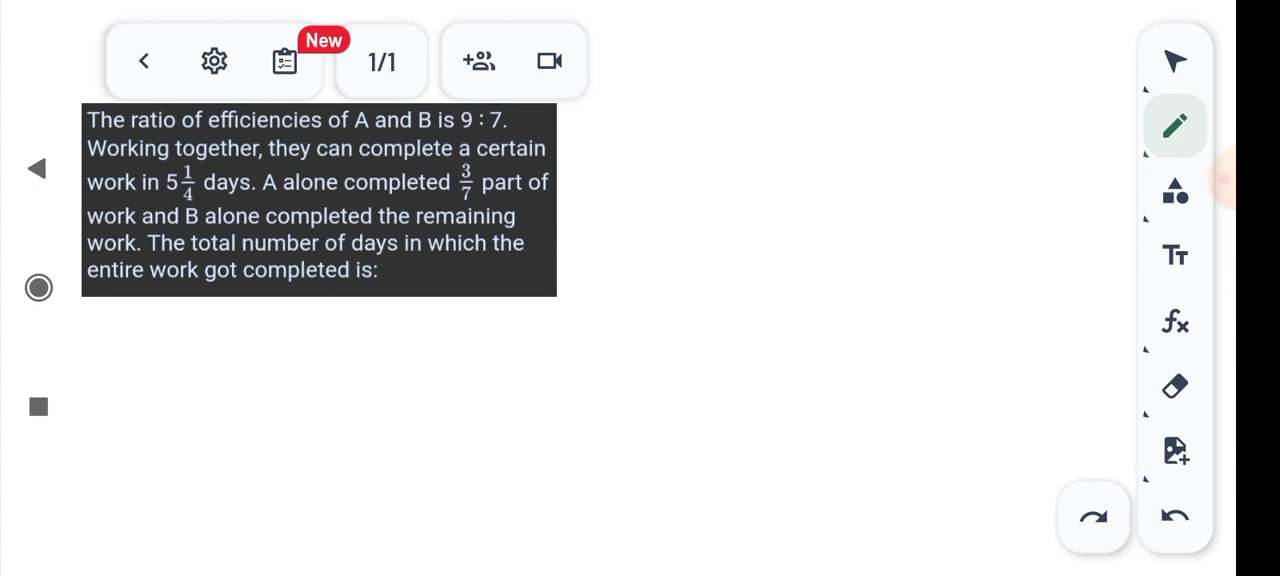 New
1/1
The ratio of efficiencies of A and B is 9 : 7.
Working together, they can complete a certain
work in 5 1/4 days. A alone completed 3/7 part of
work and B alone completed the remaining
work. The total number of days in which the
entire work got completed is:
Tт
fx